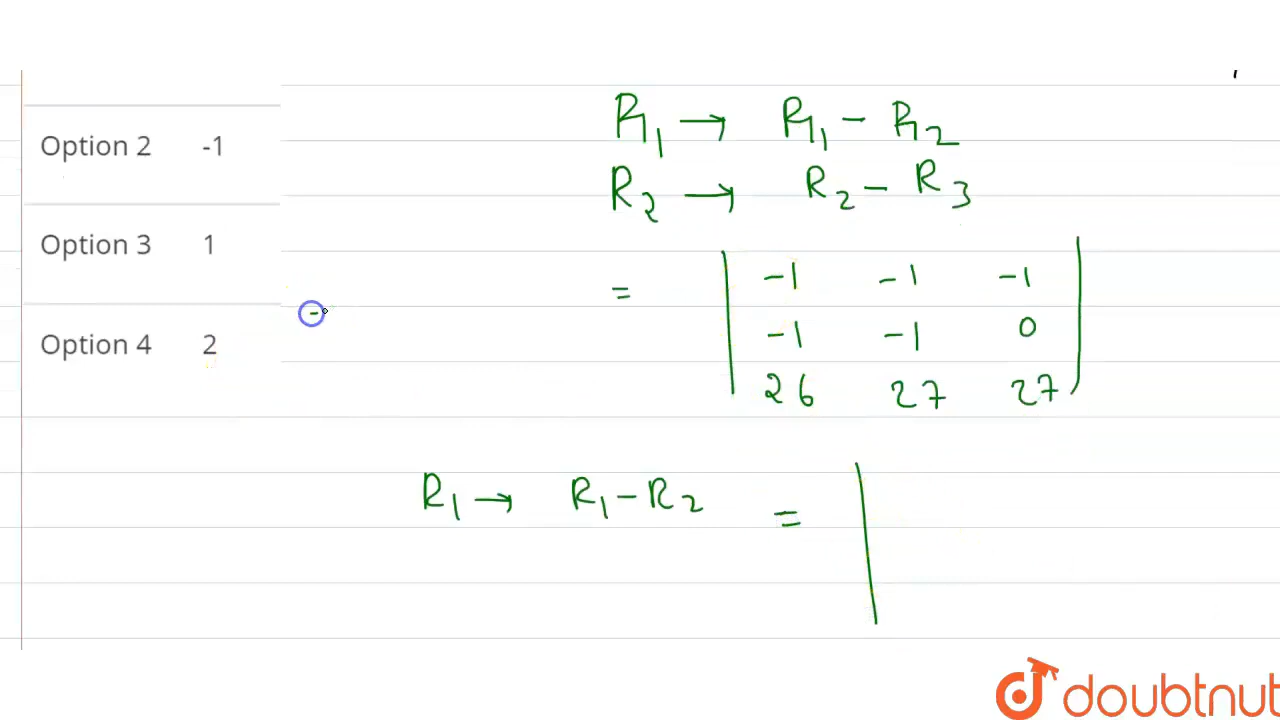 R1 → R1 - R2
Option 2 -1
R2 → R2 - R3
Option 3 1
= | -1 -1 -1 |
| -1 -1 0 |
Option 4 2
| 26 27 27 |
R1 → R1 - R2 = |
doubtnut